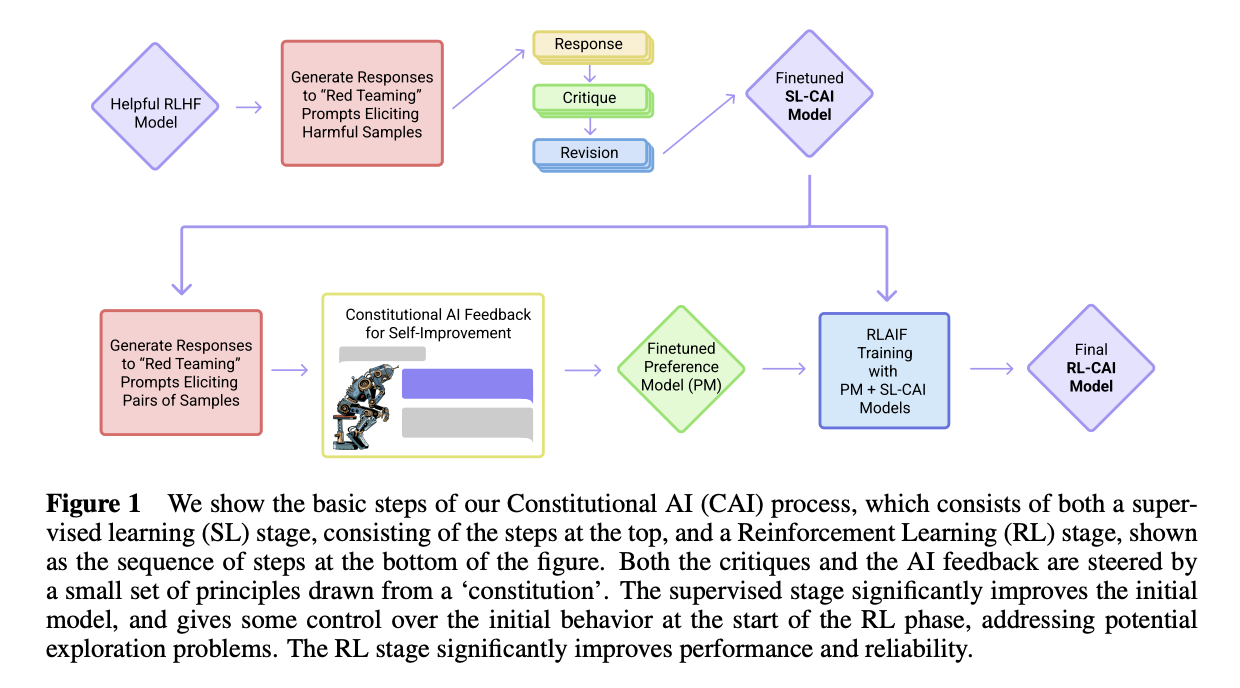 Helpful RLHF
Model
Generate Responses
to “Red Teaming”
Prompts Eliciting
Harmful Samples
Response
Critique
Revision
Finetuned
SL-CAI
Model
Generate Responses
to “Red Teaming”
Prompts Eliciting
Pairs of Samples
Constitutional AI Feedback
for Self-Improvement
Finetuned
Preference
Model (PM)
RLAIF
Training
with
PM + SL-CAI
Models
Final
RL-CAI
Model
Figure 1 We show the basic steps of our Constitutional AI (CAI) process, which consists of both a super-
vised learning (SL) stage, consisting of the steps at the top, and a Reinforcement Learning (RL) stage, shown
as the sequence of steps at the bottom of the figure. Both the critiques and the AI feedback are steered by
a small set of principles drawn from a ‘constitution’. The supervised stage significantly improves the initial
model, and gives some control over the initial behavior at the start of the RL phase, addressing potential
exploration problems. The RL stage significantly improves performance and reliability.